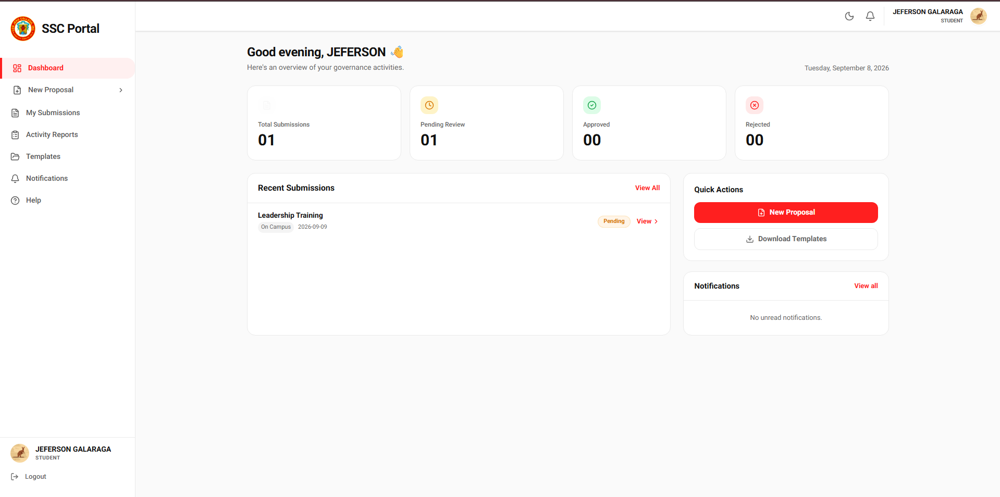 SSC Portal
Dashboard
New Proposal
My Submissions
Activity Reports
Templates
Notifications
Help
JEFERSON GALARAGA
STUDENT
Logout
JEFERSON GALARAGA
STUDENT
Good evening, JEFERSON 👋
Here's an overview of your governance activities.
Tuesday, September 8, 2026
Total Submissions
01
Pending Review
01
Approved
00
Rejected
00
Recent Submissions
View All
Leadership Training
On Campus 2026-09-09
Pending
View
Quick Actions
New Proposal
Download Templates
Notifications
View all
No unread notifications.